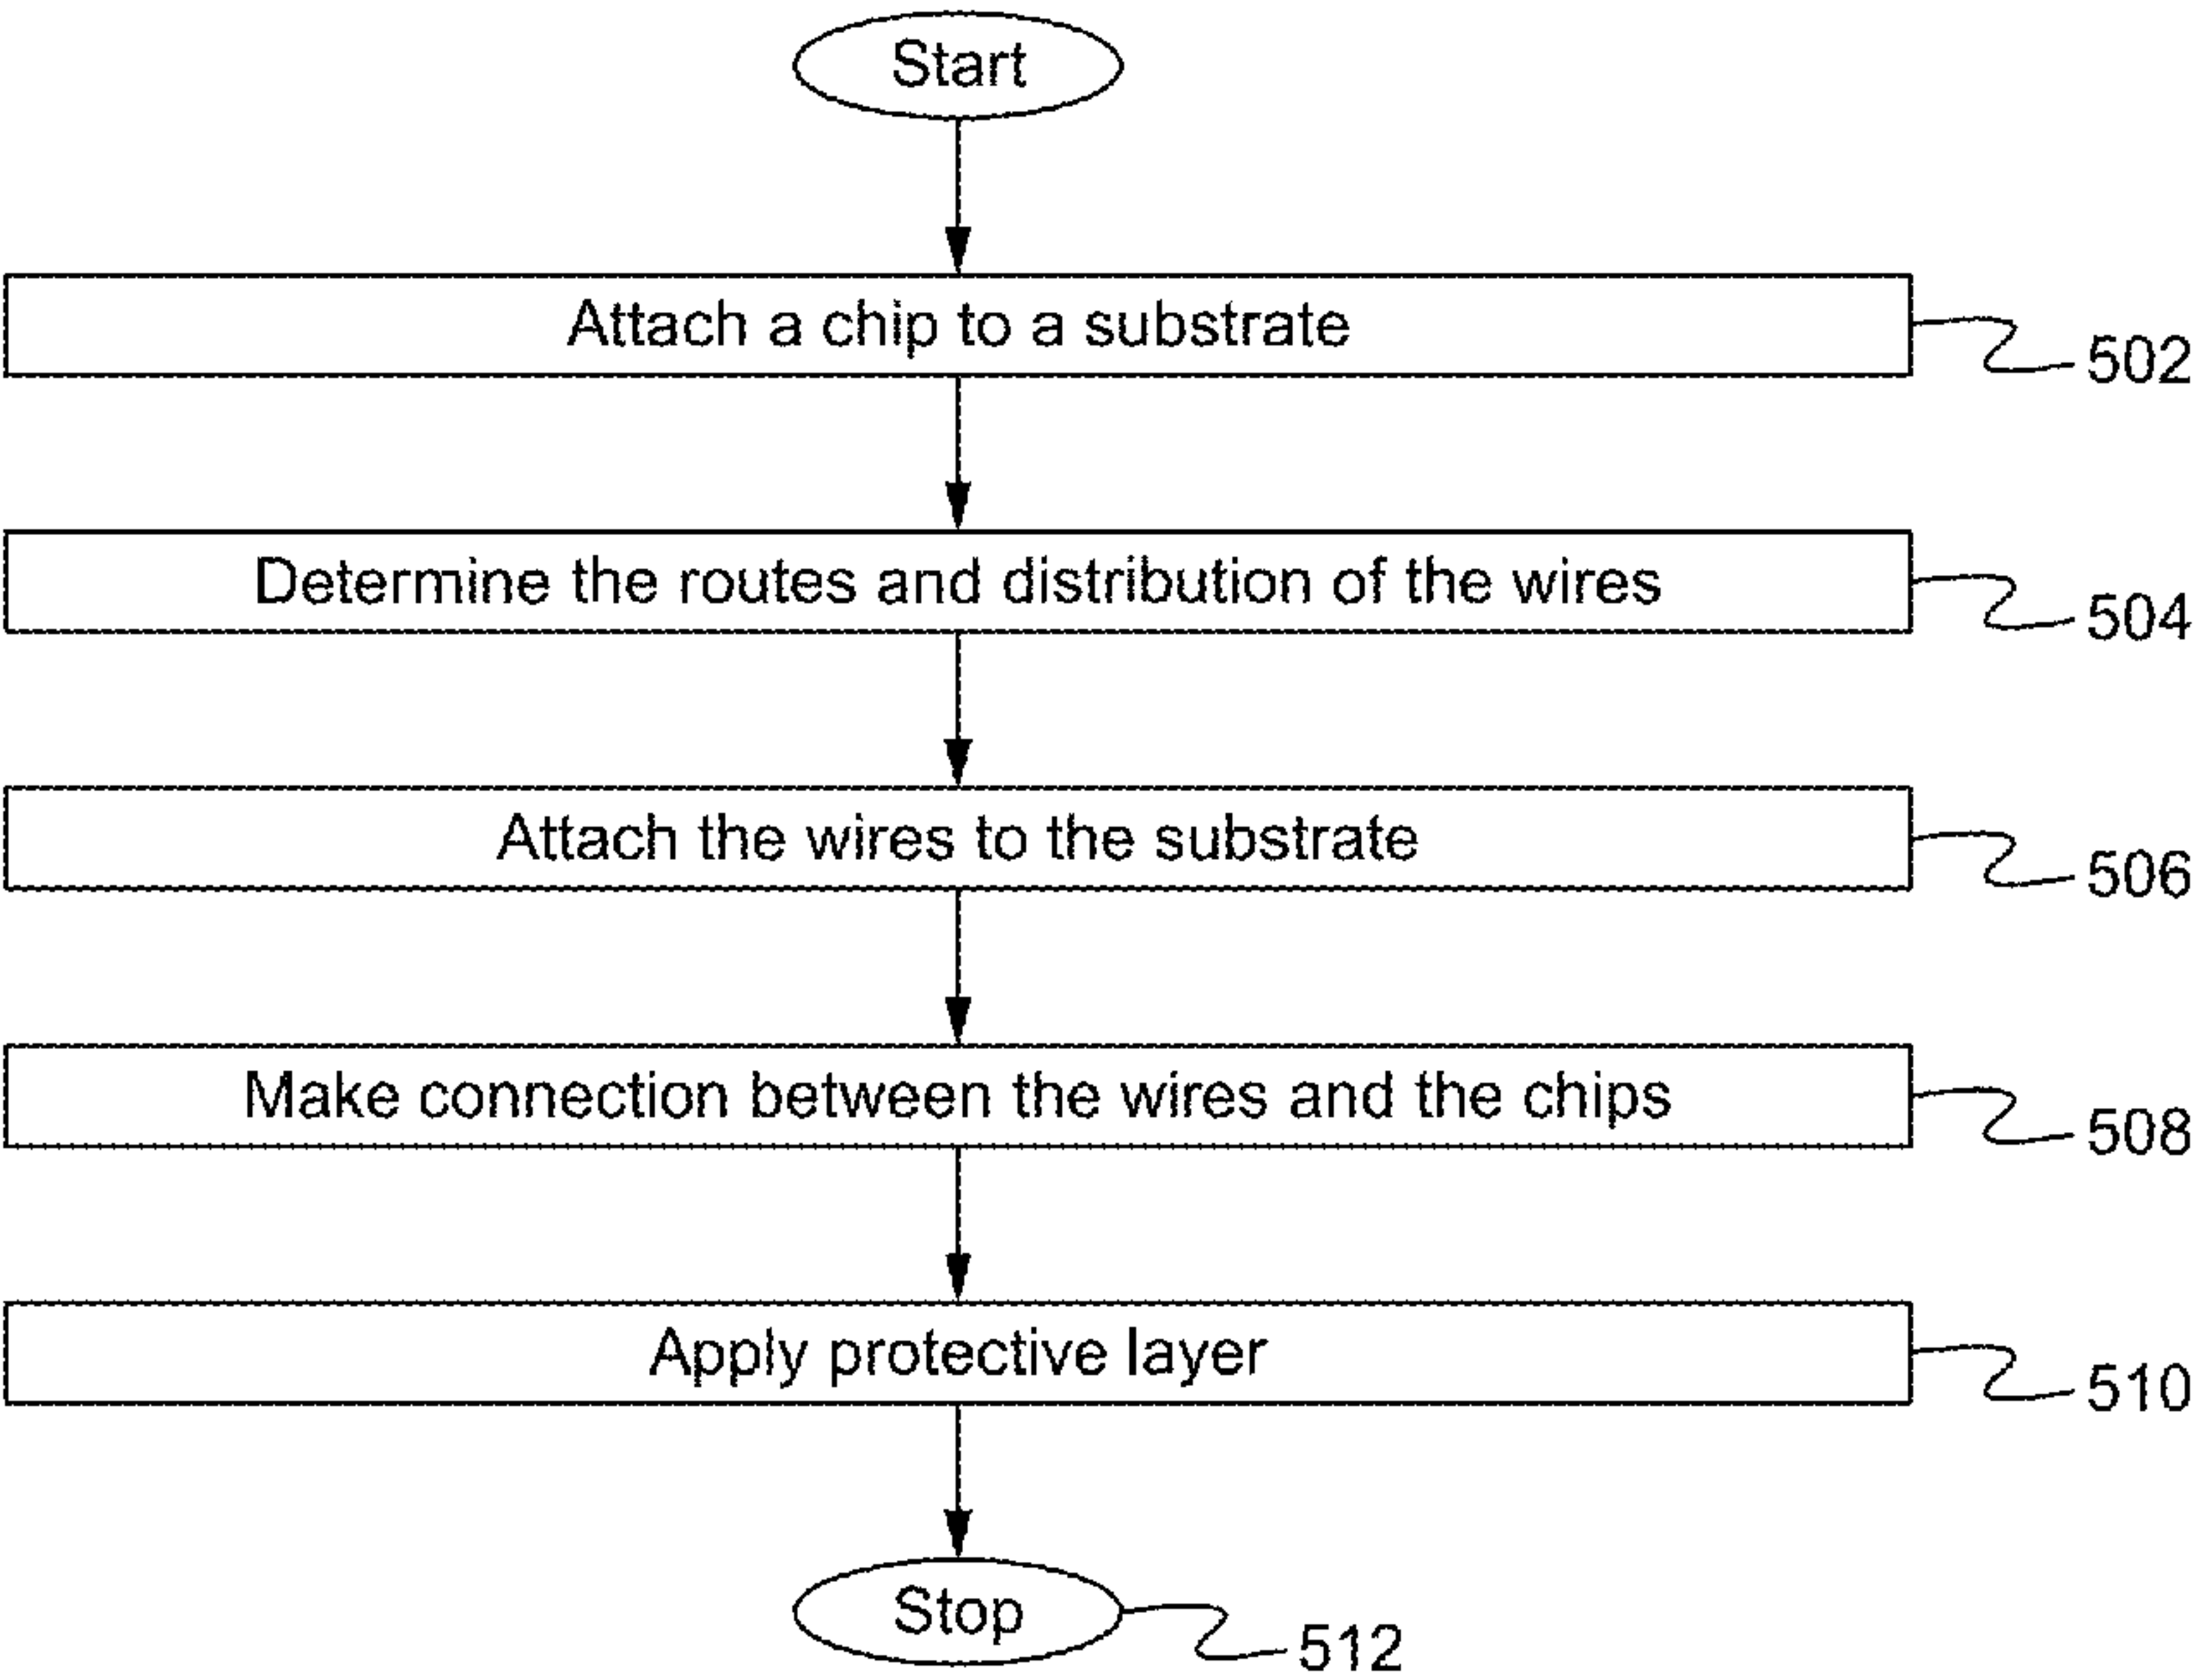 Start
Attach a chip to a substrate
502
Determine the routes and distribution of the wires
504
Attach the wires to the substrate
506
Make connection between the wires and the chips
508
Apply protective layer
510
Stop
512